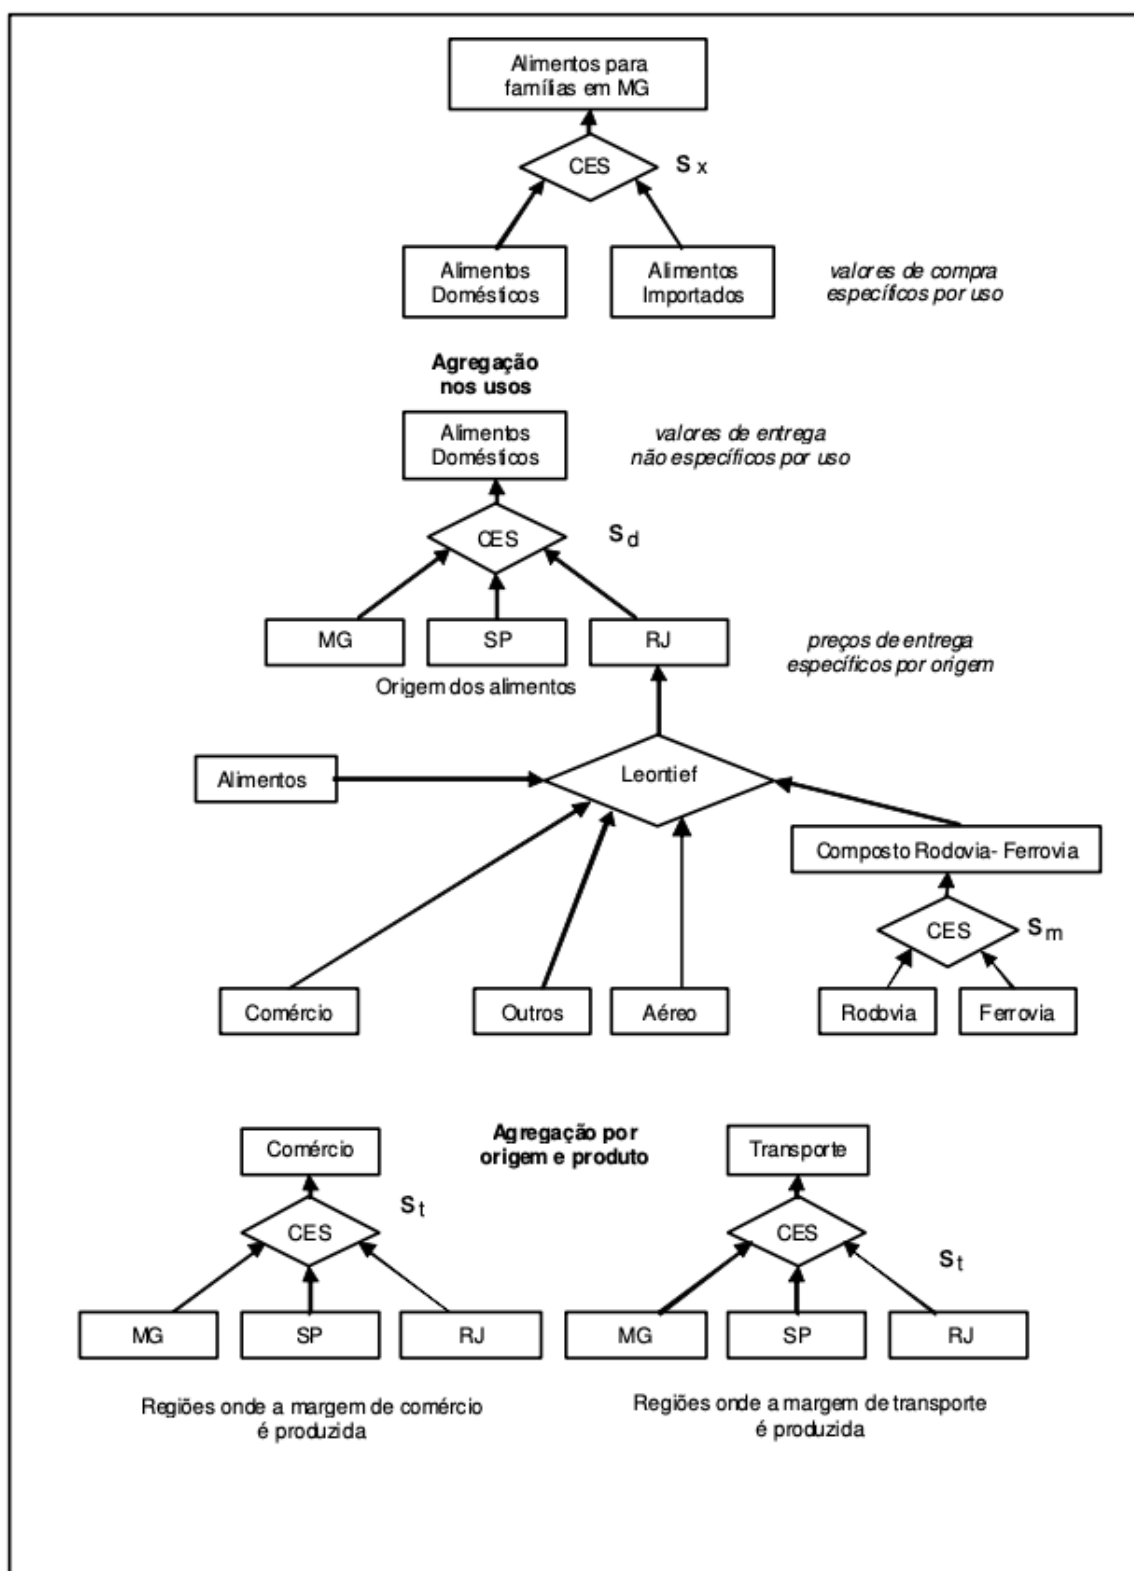 Alimentos para
famílias em MG
CES
S x
Alimentos
Domésticos
Alimentos
Importados
valores de compra
específicos por uso
Agregação
nos usos
Alimentos
Domésticos
valores de entrega
não específicos por uso
CES
S d
MG
SP
RJ
Origem dos alimentos
preços de entrega
específicos por origem
Alimentos
Leontief
Composto Rodovia- Ferrovia
CES
S m
Comércio
Outros
Aéreo
Rodovia
Ferrovia
Comércio
Agregação por
origem e produto
Transporte
CES
S t
CES
S t
MG
SP
RJ
MG
SP
RJ
Regiões onde a margem de comércio
é produzida
Regiões onde a margem de transporte
é produzida